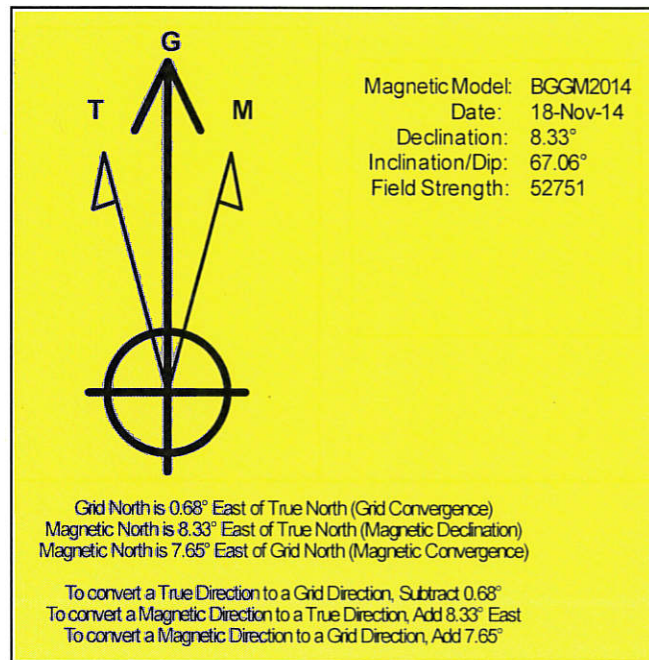 G
T M
Magnetic Model: BGGM2014
Date: 18-Nov-14
Declination: 8.33°
Inclination/Dip: 67.06°
Field Strength: 52751
Grid North is 0.68° East of True North (Grid Convergence)
Magnetic North is 8.33° East of True North (Magnetic Declination)
Magnetic North is 7.65° East of Grid North (Magnetic Convergence)
To convert a True Direction to a Grid Direction, Subtract 0.68°
To convert a Magnetic Direction to a True Direction, Add 8.33° East
To convert a Magnetic Direction to a Grid Direction, Add 7.65°